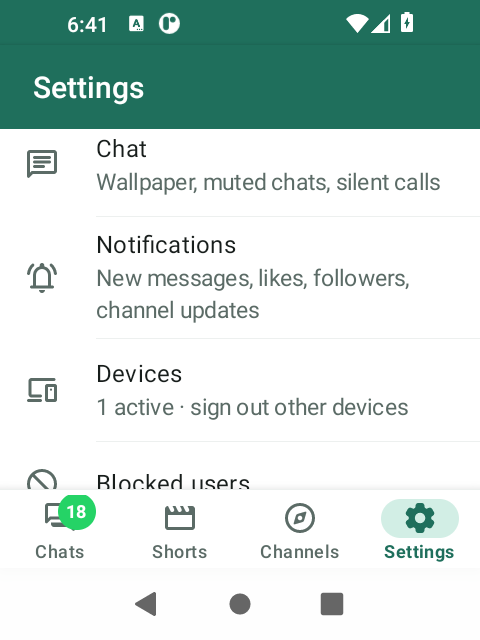 6:41
Settings
Chat
Wallpaper, muted chats, silent calls
Notifications
New messages, likes, followers,
channel updates
Devices
1 active · sign out other devices
Blocked users
18
Chats
Shorts
Channels
Settings